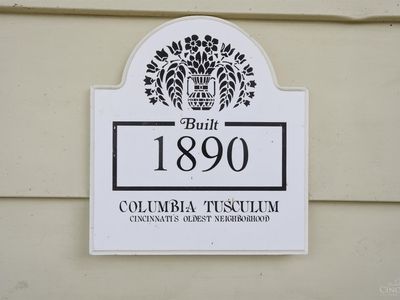 Built
1890
COLUMBIA TUSCULUM
CINCINNATI'S OLDEST NEIGHBORHOOD